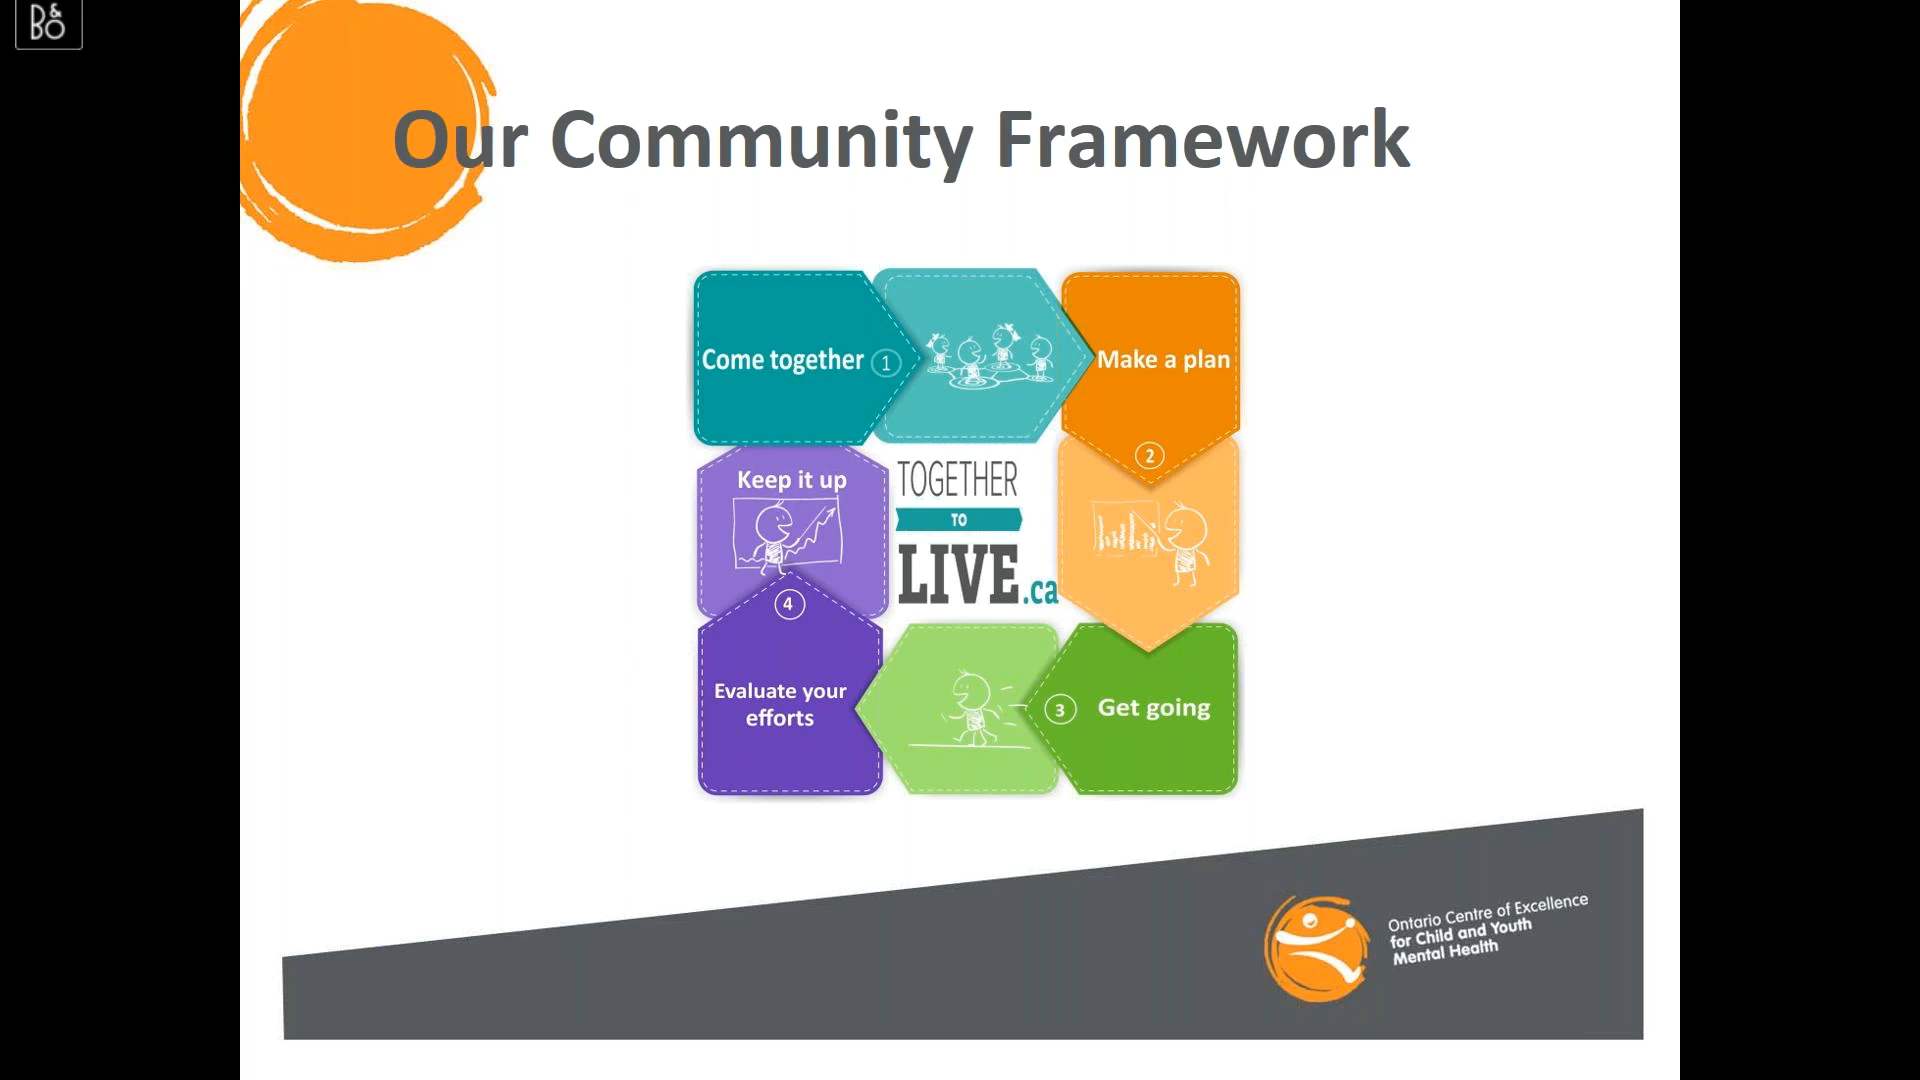 B&
BO
Our Community Framework
Come together 1
Make a plan
2
Keep it up
TOGETHER
TO
LIVE.ca
4
Evaluate your
efforts
3 Get going
Ontario Centre of Excellence
for Child and Youth
Mental Health